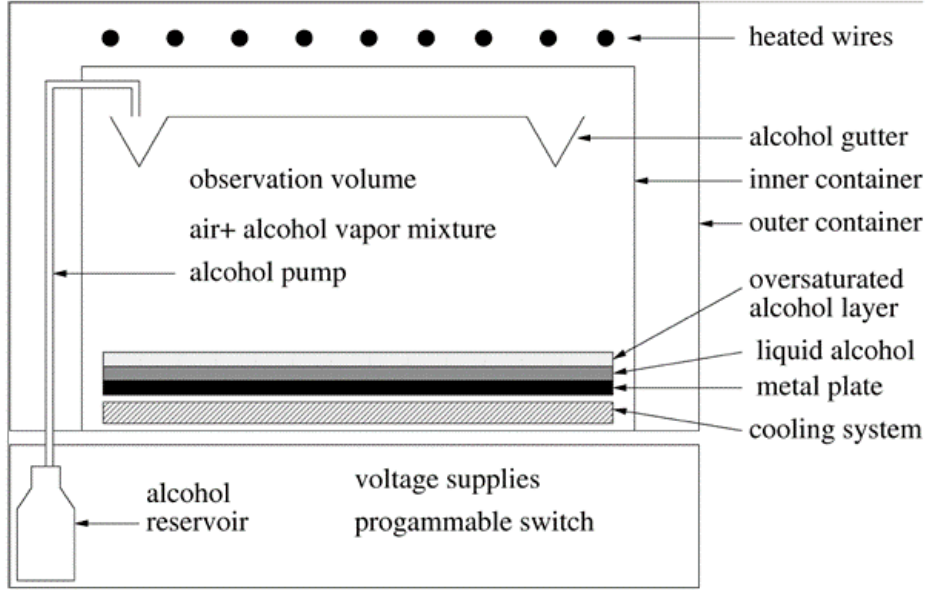 heated wires
alcohol gutter
observation volume
inner container
air+ alcohol vapor mixture
outer container
alcohol pump
oversaturated
alcohol layer
liquid alcohol
metal plate
cooling system
alcohol
reservoir
voltage supplies
progammable switch